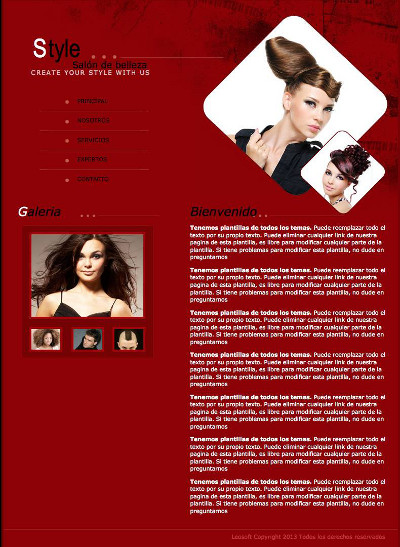 Style
Salón de belleza
CREATE YOUR STYLE WITH US
PRINCIPAL
NOSOTROS
SERVICIOS
EXPERTOS
CONTACTO
Galeria
Bienvenido
Tenemos plantillas de todos los temas. Puede reemplazar todo el
texto por su propio texto. Puede eliminar cualquier link de nuestra
pagina de esta plantilla, es libre para modificar cualquier parte de la
plantilla. Si tiene problemas para modificar esta plantilla, no dude en
preguntarnos
Tenemos plantillas de todos los temas. Puede reemplazar todo el
texto por su propio texto. Puede eliminar cualquier link de nuestra
pagina de esta plantilla, es libre para modificar cualquier parte de la
plantilla. Si tiene problemas para modificar esta plantilla, no dude en
preguntarnos
Tenemos plantillas de todos los temas. Puede reemplazar todo el
texto por su propio texto. Puede eliminar cualquier link de nuestra
pagina de esta plantilla, es libre para modificar cualquier parte de la
plantilla. Si tiene problemas para modificar esta plantilla, no dude en
preguntarnos
Tenemos plantillas de todos los temas. Puede reemplazar todo el
texto por su propio texto. Puede eliminar cualquier link de nuestra
pagina de esta plantilla, es libre para modificar cualquier parte de la
plantilla. Si tiene problemas para modificar esta plantilla, no dude en
preguntarnos
Tenemos plantillas de todos los temas. Puede reemplazar todo el
texto por su propio texto. Puede eliminar cualquier link de nuestra
pagina de esta plantilla, es libre para modificar cualquier parte de la
plantilla. Si tiene problemas para modificar esta plantilla, no dude en
preguntarnos
Tenemos plantillas de todos los temas. Puede reemplazar todo el
texto por su propio texto. Puede eliminar cualquier link de nuestra
pagina de esta plantilla, es libre para modificar cualquier parte de la
plantilla. Si tiene problemas para modificar esta plantilla, no dude en
preguntarnos
Tenemos plantillas de todos los temas. Puede reemplazar todo el
texto por su propio texto. Puede eliminar cualquier link de nuestra
pagina de esta plantilla, es libre para modificar cualquier parte de la
plantilla. Si tiene problemas para modificar esta plantilla, no dude en
preguntarnos
Copyright 2013 Todos los derechos reservados